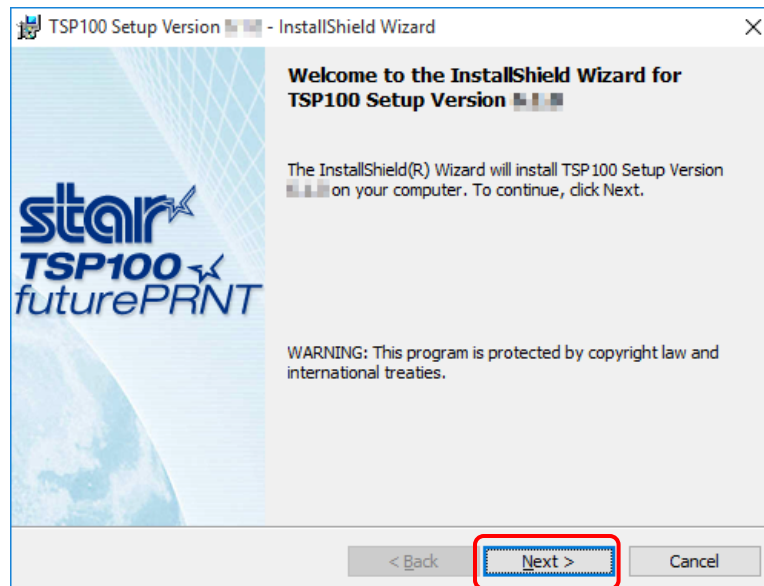 TSP100 Setup Version - InstallShield Wizard
Welcome to the InstallShield Wizard for
TSP100 Setup Version
The InstallShield(R) Wizard will install TSP100 Setup Version
on your computer. To continue, click Next.
star
TSP100
futurePRNT
WARNING: This program is protected by copyright law and
international treaties.
< Back
Next >
Cancel